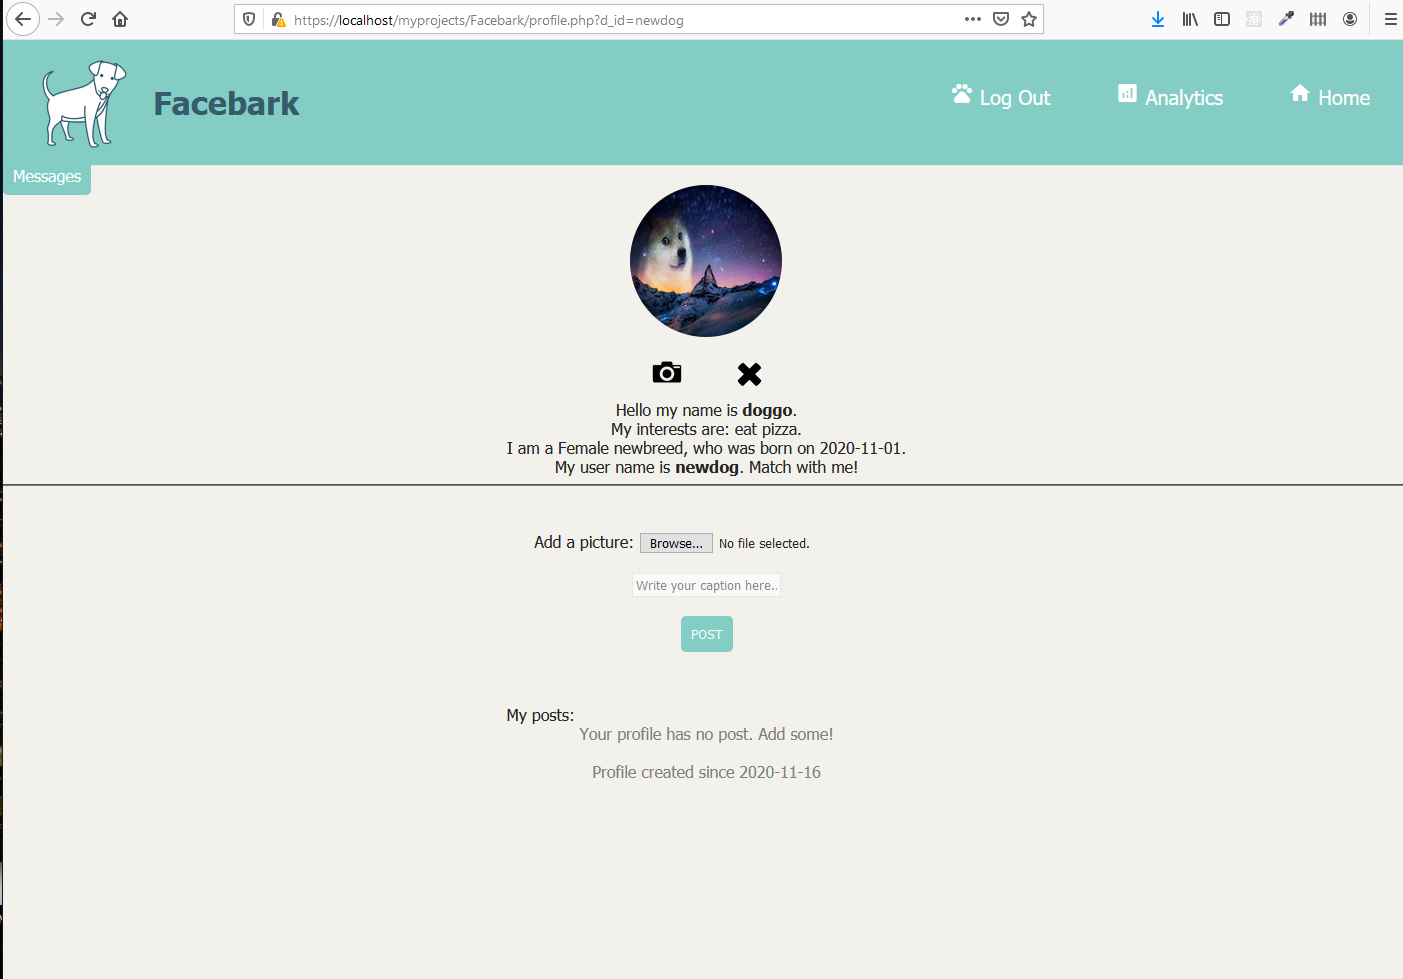 https://localhost/myprojects/Facebark/profile.php?d_id=newdog
Facebark
Log Out
Analytics
Home
Messages
Hello my name is doggo.
My interests are: eat pizza.
I am a Female newbreed, who was born on 2020-11-01.
My user name is newdog. Match with me!
Add a picture: Browse... No file selected.
Write your caption here..
POST
My posts:
Your profile has no post. Add some!
Profile created since 2020-11-16